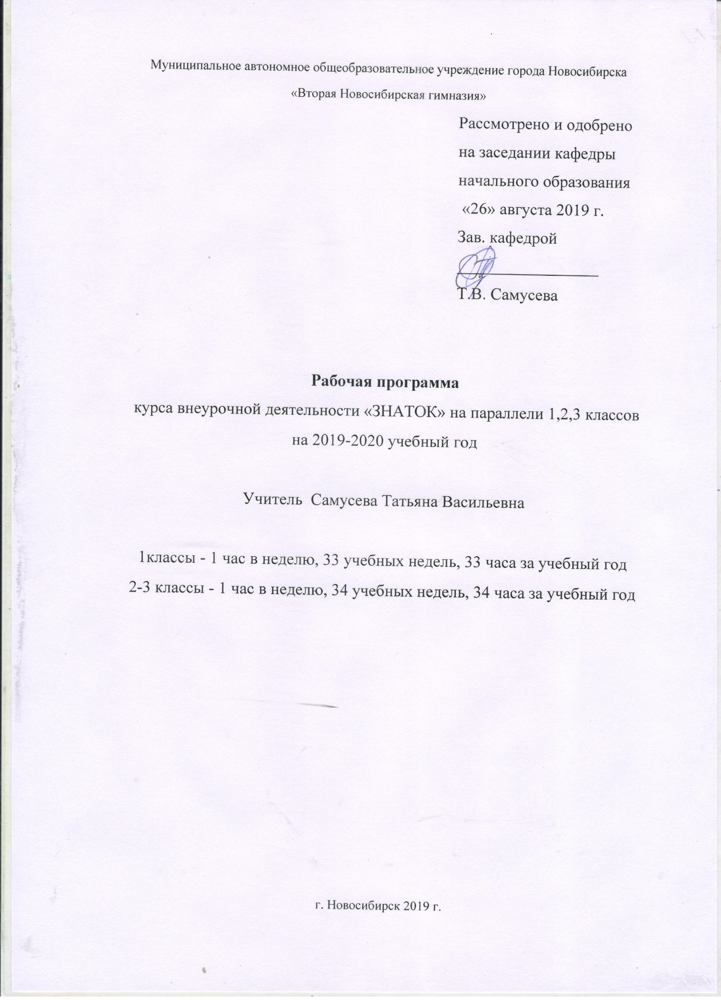 Муниципальное автономное общеобразовательное учреждение города Новосибирска
«Вторая Новосибирская гимназия»
Рассмотрено и одобрено
на заседании кафедры
начального образования
«26» августа 2019 г.
Зав. кафедрой
Т.В. Самусева
Рабочая программа
курса внеурочной деятельности «ЗНАТОК» на параллели 1,2,3 классов
на 2019-2020 учебный год
Учитель  Самусева Татьяна Васильевна
1классы - 1 час в неделю, 33 учебных недель, 33 часа за учебный год
2-3 классы - 1 час в неделю, 34 учебных недель, 34 часа за учебный год
г. Новосибирск 2019 г.